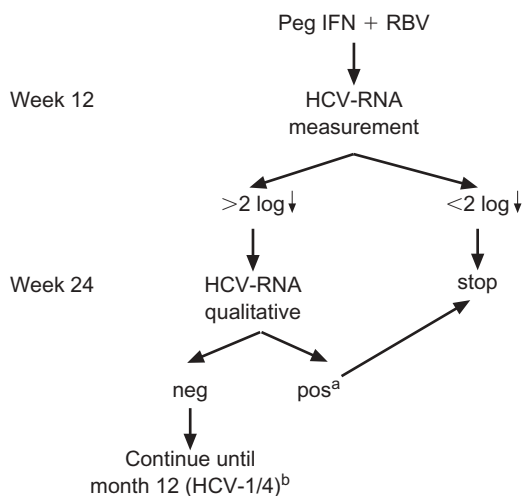 Peg IFN + RBV
Week 12
HCV-RNA
measurement
>2 log↓
<2 log↓
Week 24
HCV-RNA
qualitative
stop
neg
posᵃ
Continue until
month 12 (HCV-1/4)ᵇ